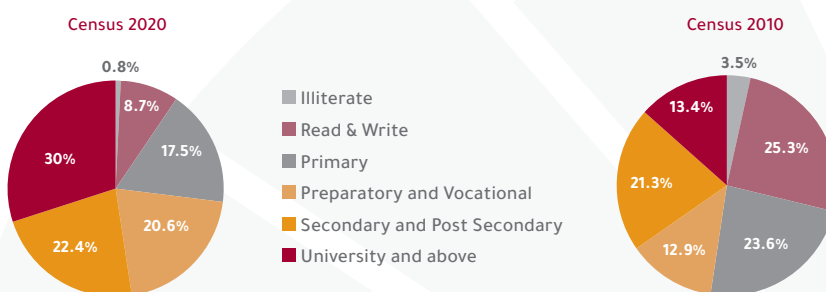 Census 2020
0.8%
8.7%
17.5%
20.6%
22.4%
30%
Illiterate
Read & Write
Primary
Preparatory and Vocational
Secondary and Post Secondary
University and above
Census 2010
3.5%
25.3%
23.6%
12.9%
21.3%
13.4%